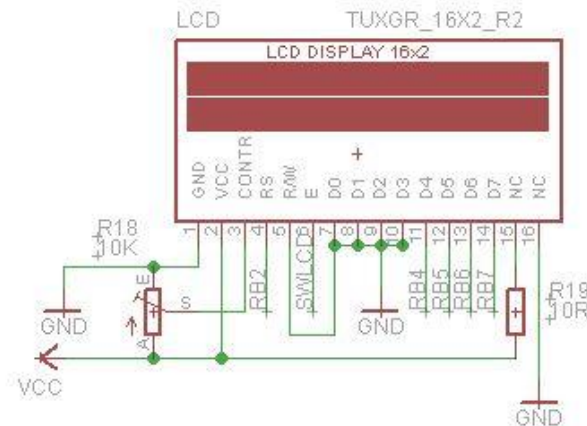 LCD TUXGR_16X2_R2
LCD DISPLAY 16x2
GND VCC CONTR RS R/W E D0 D1 D2 D3 D4 D5 D6 D7 NC NC
1 2 3 4 5 6 7 8 9 10 11 12 13 14 15 16
R18
10K
RB2 SWLCD RB4 RB5 RB6 RB7
E
S
A
R19
10R
GND
GND
VCC
GND